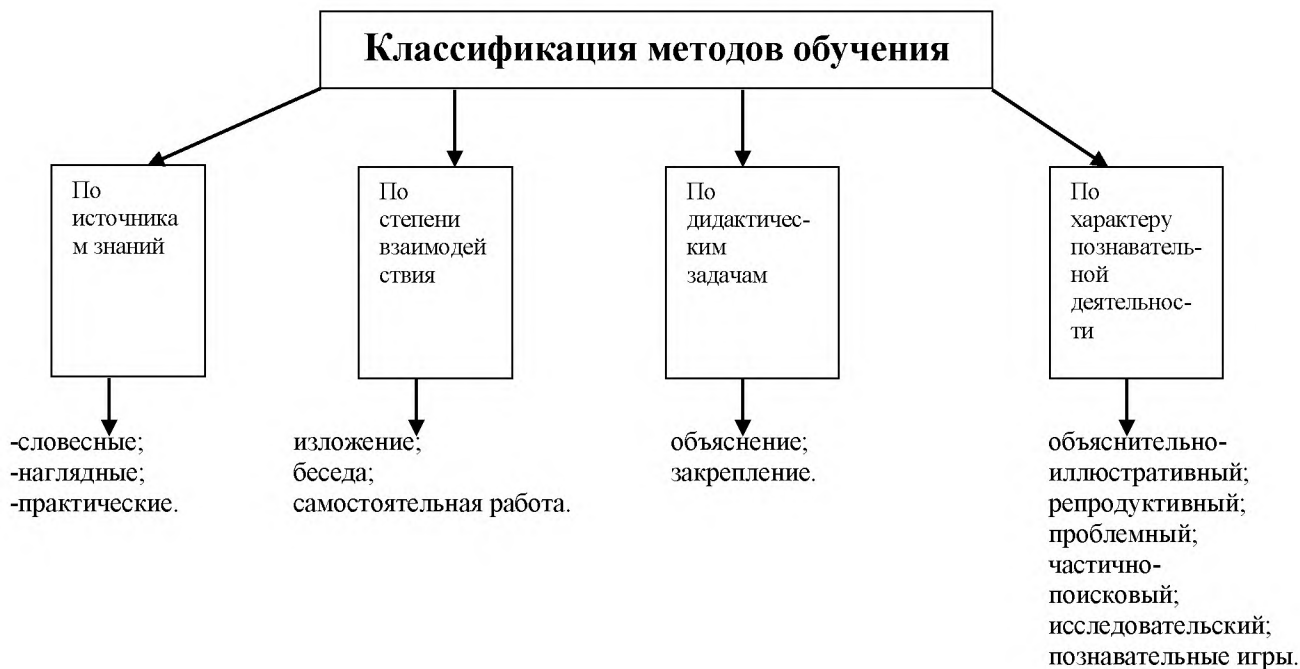 Классификация методов обучения
По
источника
м знаний
По
степени
взаимодей
ствия
По
дидактичес-
ким
задачам
По
характеру
познаватель-
ной
деятельнос-
ти
-словесные;
-наглядные;
-практические.
изложение;
беседа;
самостоятельная работа.
объяснение;
закрепление.
объяснительно-
иллюстративный;
репродуктивный;
проблемный;
частично-
поисковый;
исследовательский;
познавательные игры.